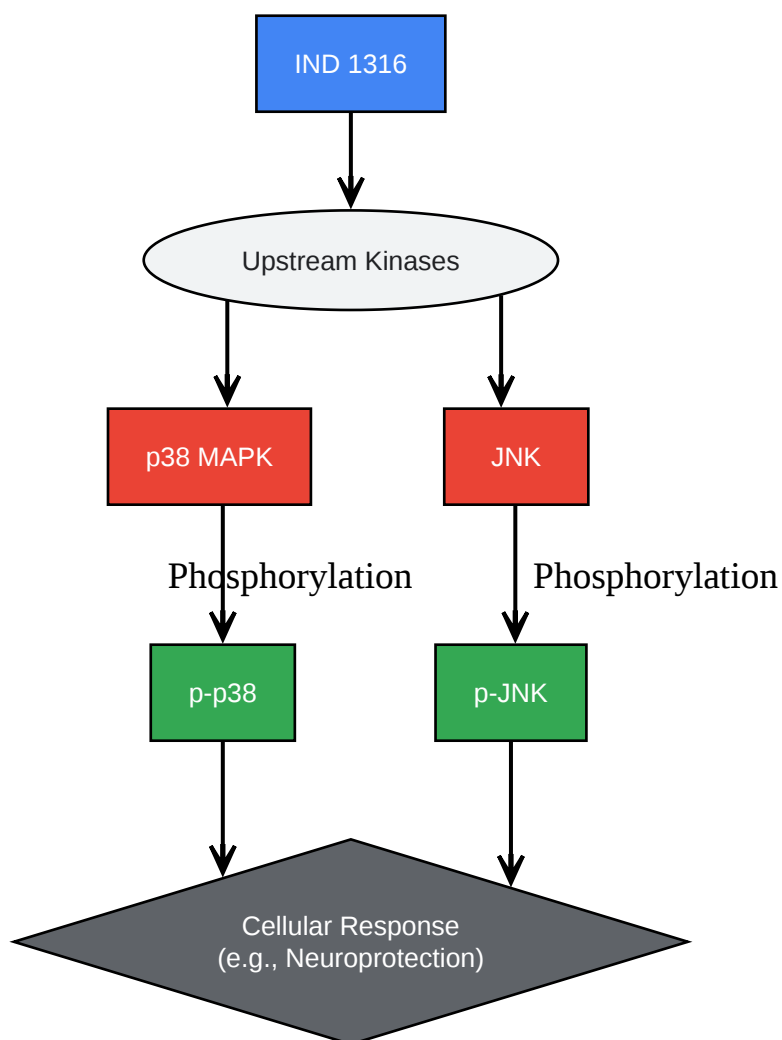 IND 1316
Upstream Kinases
p38 MAPK
JNK
Phosphorylation
Phosphorylation
p-p38
p-JNK
Cellular Response
(e.g., Neuroprotection)